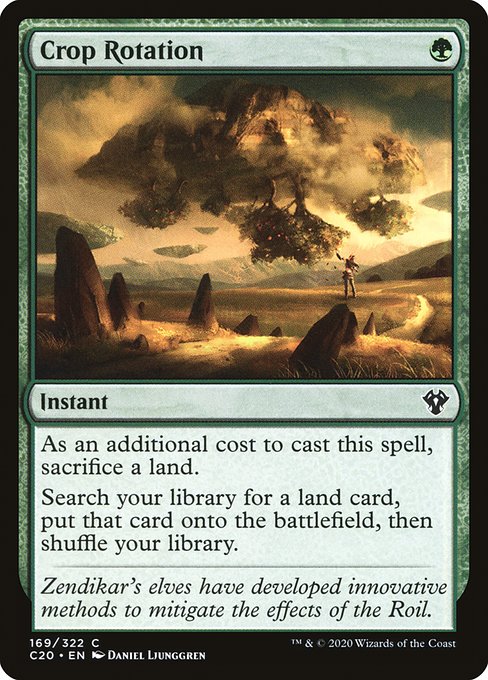 Crop Rotation
Instant
As an additional cost to cast this spell,
sacrifice a land.
Search your library for a land card,
put that card onto the battlefield, then
shuffle your library.
Zendikar's elves have developed innovative
methods to mitigate the effects of the Roil.
169/322 C
™ & © 2020 Wizards of the Coast
C20 • EN Daniel Ljunggren